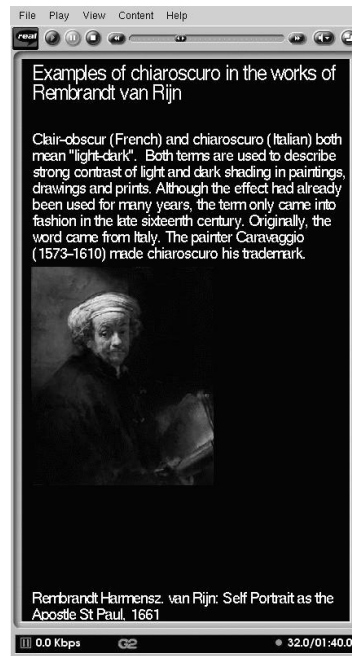 File Play View Content Help
real
Examples of chiaroscuro in the works of
Rembrandt van Rijn
Clair-obscur (French) and chiaroscuro (Italian) both
mean "light-dark". Both terms are used to describe
strong contrast of light and dark shading in paintings,
drawings and prints. Although the effect had already
been used for many years, the term only came into
fashion in the late sixteenth century. Originally, the
word came from Italy. The painter Caravaggio
(1573-1610) made chiaroscuro his trademark.
Rembrandt Harmensz. van Rijn: Self Portrait as the
Apostle St Paul, 1661
0.0 Kbps G2 32.0/01:40.0